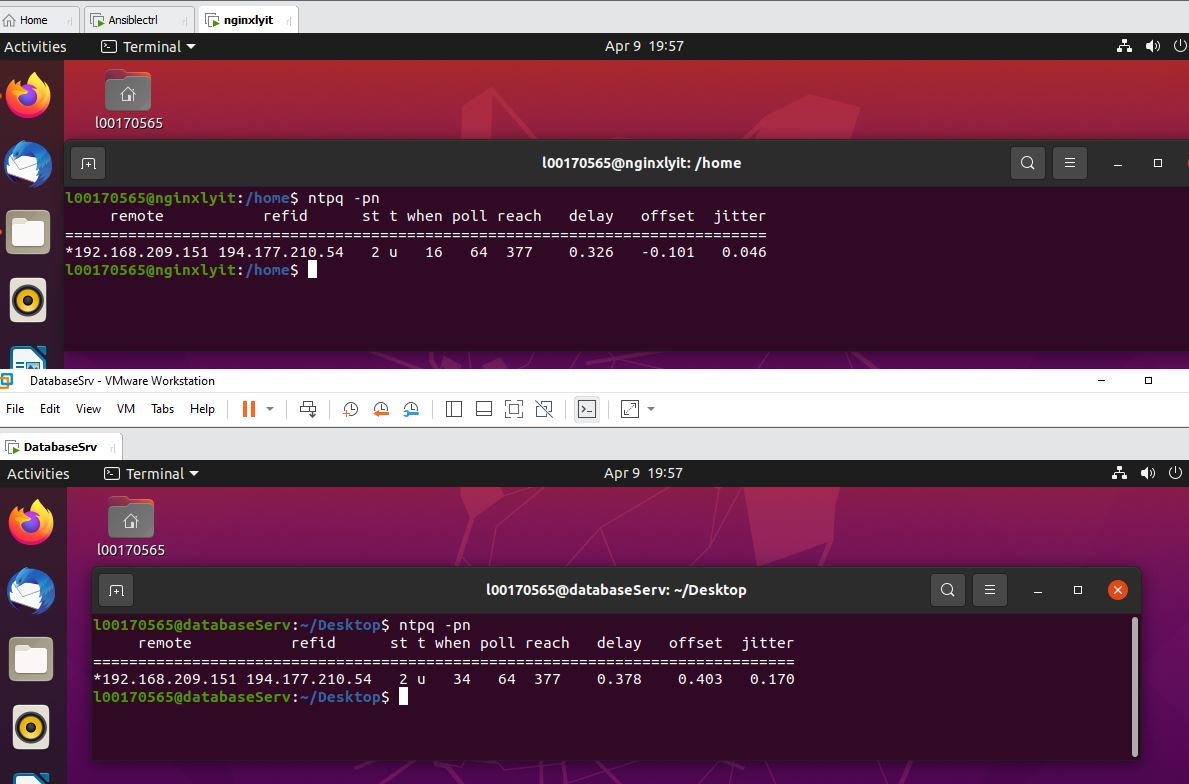 Home Ansiblectrl nginxlyit
Activities Terminal Apr 9 19:57
l00170565
l00170565@nginxlyit: /home
l00170565@nginxlyit:/home$ ntpq -pn
remote refid st t when poll reach delay offset jitter
==============================================================================
*192.168.209.151 194.177.210.54 2 u 16 64 377 0.326 -0.101 0.046
l00170565@nginxlyit:/home$
DatabaseSrv - VMware Workstation
File Edit View VM Tabs Help
DatabaseSrv
Activities Terminal Apr 9 19:57
l00170565
l00170565@databaseServ: ~/Desktop
l00170565@databaseServ:~/Desktop$ ntpq -pn
remote refid st t when poll reach delay offset jitter
==============================================================================
*192.168.209.151 194.177.210.54 2 u 34 64 377 0.378 0.403 0.170
l00170565@databaseServ:~/Desktop$